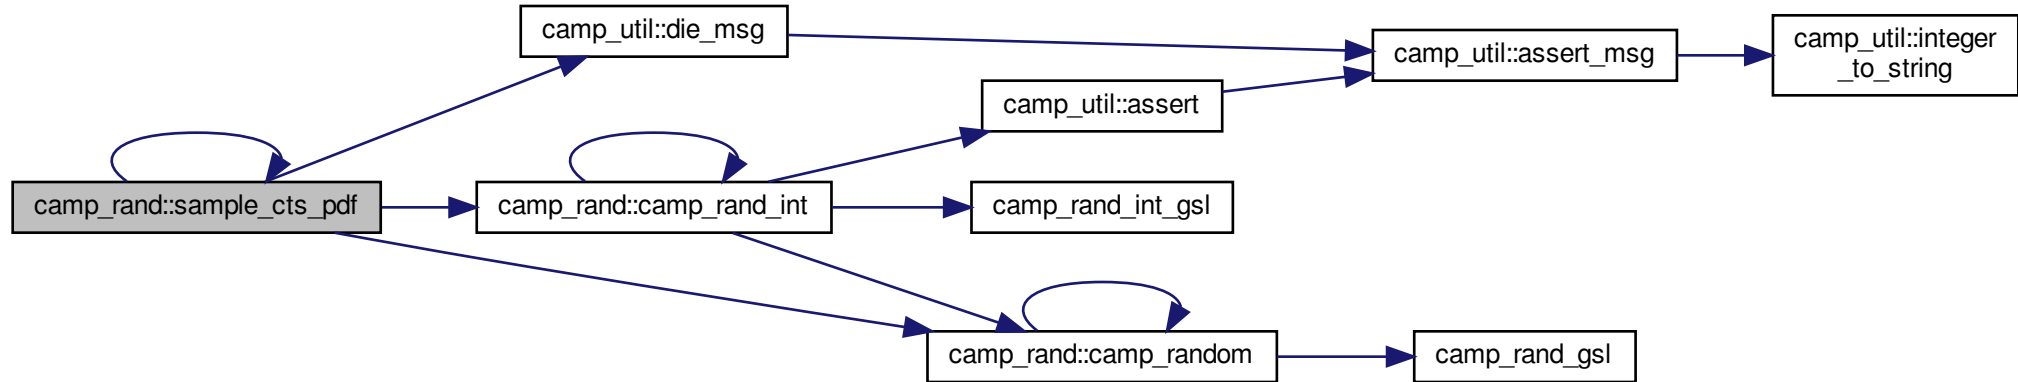 camp_util::die_msg
camp_util::integer
_to_string
camp_util::assert_msg
camp_util::assert
camp_rand::sample_cts_pdf
camp_rand::camp_rand_int
camp_rand_int_gsl
camp_rand::camp_random
camp_rand_gsl